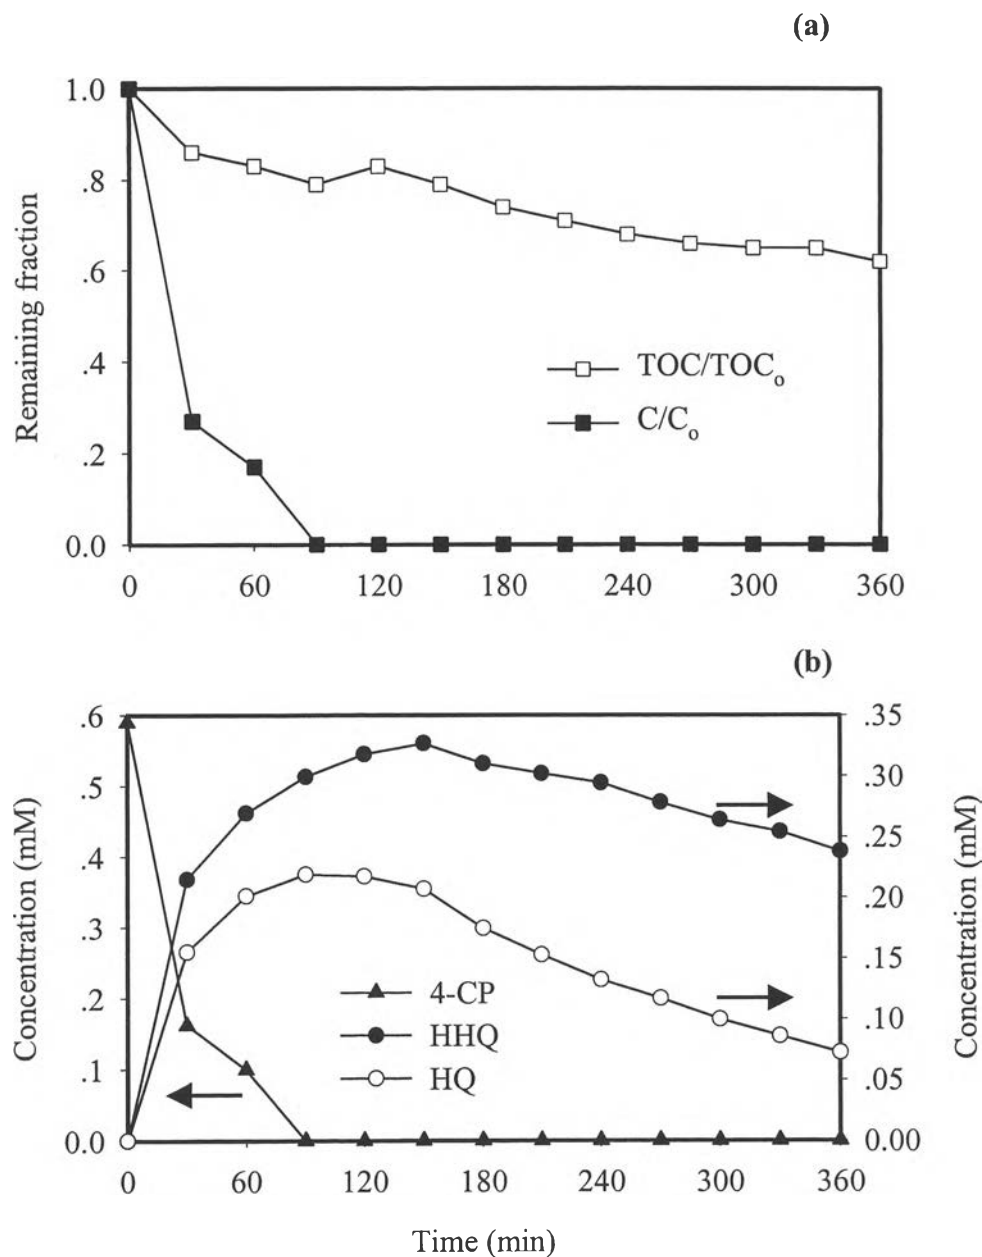 (a)
1.0
.8
.6
.4
.2
0.0
Remaining fraction
TOC/TOCo
C/Co
0 60 120 180 240 300 360
(b)
.6
.5
.4
.3
.2
.1
0.0
Concentration (mM)
4-CP
HHQ
HQ
.35
.30
.25
.20
.15
.10
.05
0.00
Concentration (mM)
0 60 120 180 240 300 360
Time (min)